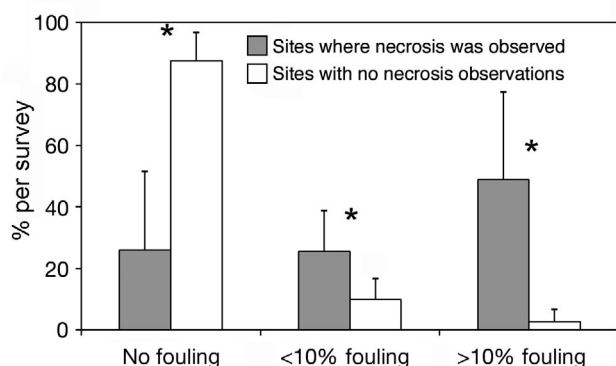 100
80
60
40
20
0
% per survey
*
*
*
Sites where necrosis was observed
Sites with no necrosis observations
No fouling
<10% fouling
>10% fouling